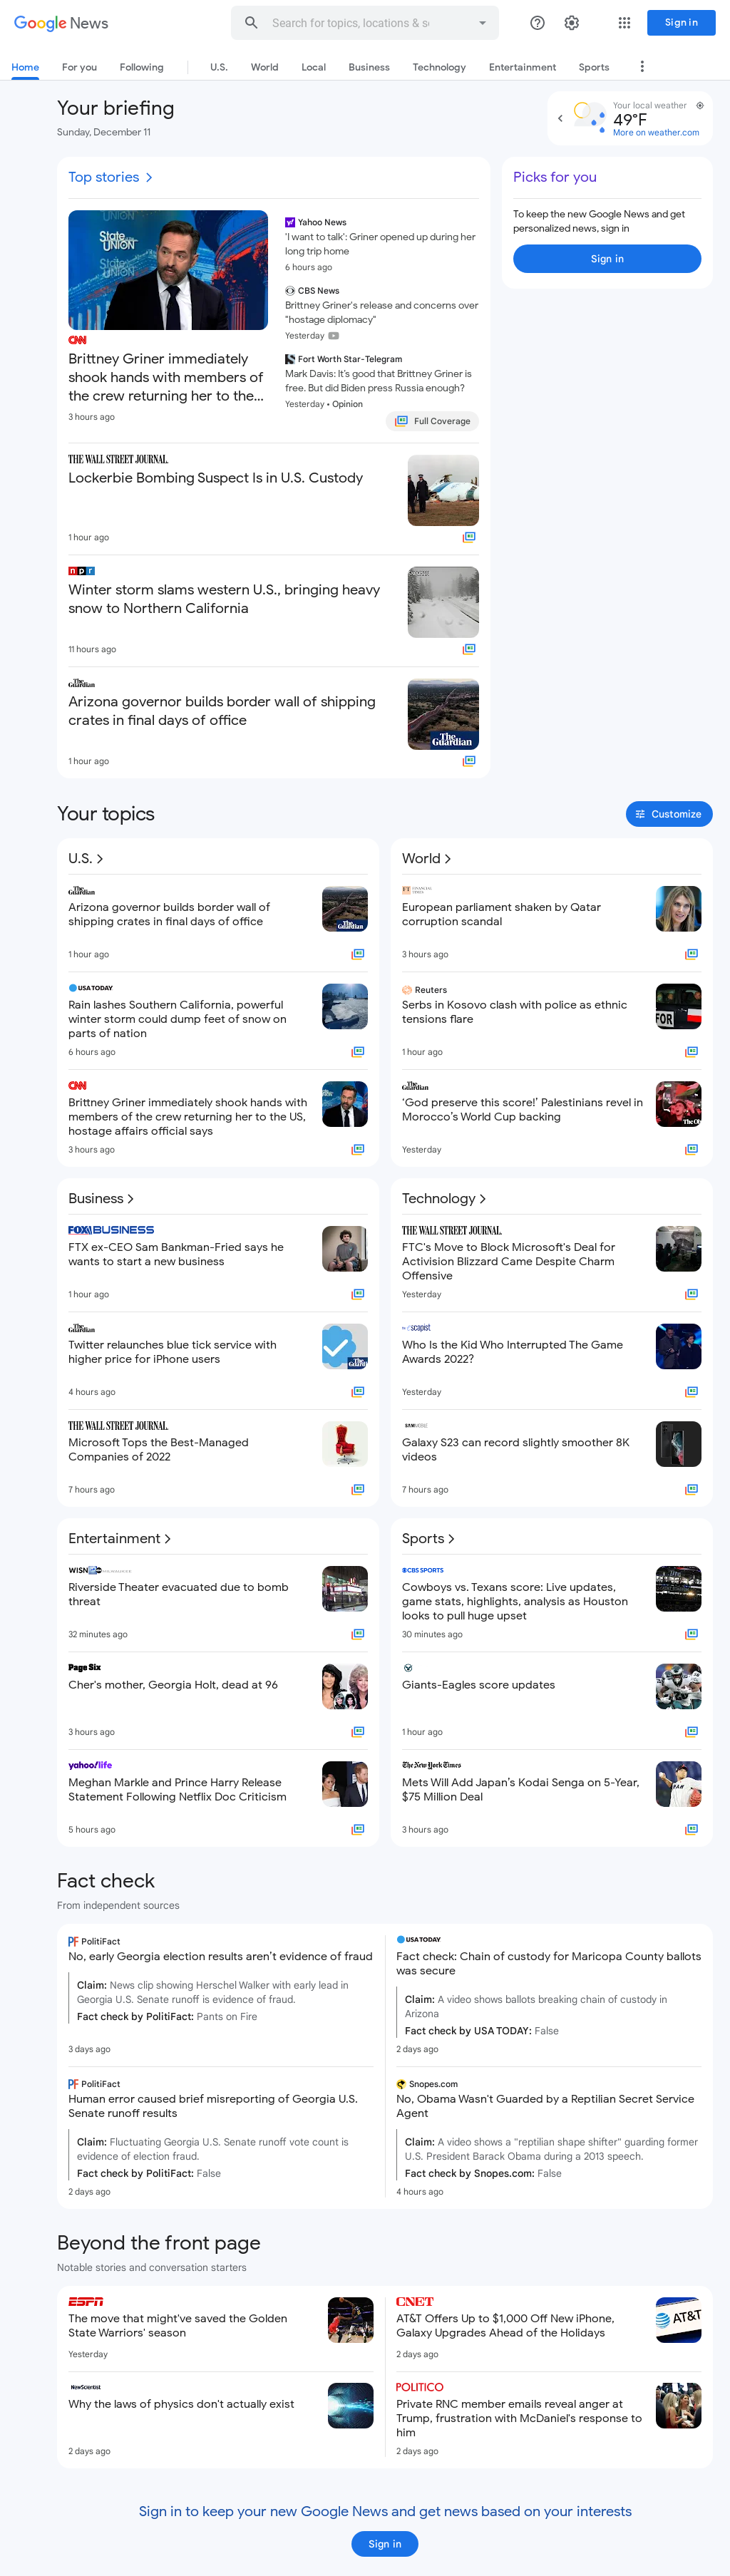 Google News
Search for topics, locations & so
Sign in
Home For you Following U.S. World Local Business Technology Entertainment Sports
Your briefing
Sunday, December 11
Your local weather
49°F
More on weather.com
Top stories
STATE of the UNION
CNN
Brittney Griner immediately
shook hands with members of
the crew returning her to the...
3 hours ago
Yahoo News
'I want to talk': Griner opened up during her
long trip home
6 hours ago
CBS News
Brittney Griner's release and concerns over
"hostage diplomacy"
Yesterday
Fort Worth Star-Telegram
Mark Davis: It's good that Brittney Griner is
free. But did Biden press Russia enough?
Yesterday • Opinion
Full Coverage
THE WALL STREET JOURNAL.
Lockerbie Bombing Suspect Is in U.S. Custody
1 hour ago
npr
Winter storm slams western U.S., bringing heavy
snow to Northern California
11 hours ago
The Guardian
Arizona governor builds border wall of shipping
crates in final days of office
The Guardian
1 hour ago
Picks for you
To keep the new Google News and get
personalized news, sign in
Sign in
Your topics
Customize
U.S.
The Guardian
Arizona governor builds border wall of
shipping crates in final days of office
1 hour ago
USA TODAY
Rain lashes Southern California, powerful
winter storm could dump feet of snow on
parts of nation
6 hours ago
CNN
Brittney Griner immediately shook hands with
members of the crew returning her to the US,
hostage affairs official says
3 hours ago
World
FT FINANCIAL TIMES
European parliament shaken by Qatar
corruption scandal
3 hours ago
Reuters
Serbs in Kosovo clash with police as ethnic
tensions flare
1 hour ago
The Guardian
‘God preserve this score!’ Palestinians revel in
Morocco’s World Cup backing
Yesterday
Business
FOX BUSINESS
FTX ex-CEO Sam Bankman-Fried says he
wants to start a new business
1 hour ago
The Guardian
Twitter relaunches blue tick service with
higher price for iPhone users
4 hours ago
THE WALL STREET JOURNAL.
Microsoft Tops the Best-Managed
Companies of 2022
7 hours ago
Technology
THE WALL STREET JOURNAL.
FTC's Move to Block Microsoft's Deal for
Activision Blizzard Came Despite Charm
Offensive
Yesterday
the escapist
Who Is the Kid Who Interrupted The Game
Awards 2022?
Yesterday
Galaxy S23 can record slightly smoother 8K
videos
7 hours ago
Entertainment
WISN
Riverside Theater evacuated due to bomb
threat
32 minutes ago
Page Six
Cher's mother, Georgia Holt, dead at 96
3 hours ago
yahoo!life
Meghan Markle and Prince Harry Release
Statement Following Netflix Doc Criticism
5 hours ago
Sports
CBS SPORTS
Cowboys vs. Texans score: Live updates,
game stats, highlights, analysis as Houston
looks to pull huge upset
30 minutes ago
Giants-Eagles score updates
1 hour ago
The New York Times
Mets Will Add Japan’s Kodai Senga on 5-Year,
$75 Million Deal
3 hours ago
Fact check
From independent sources
PolitiFact
No, early Georgia election results aren’t evidence of fraud
Claim: News clip showing Herschel Walker with early lead in
Georgia U.S. Senate runoff is evidence of fraud.
Fact check by PolitiFact: Pants on Fire
3 days ago
USA TODAY
Fact check: Chain of custody for Maricopa County ballots
was secure
Claim: A video shows ballots breaking chain of custody in
Arizona
Fact check by USA TODAY: False
2 days ago
PolitiFact
Human error caused brief misreporting of Georgia U.S.
Senate runoff results
Claim: Fluctuating Georgia U.S. Senate runoff vote count is
evidence of election fraud.
Fact check by PolitiFact: False
2 days ago
Snopes.com
No, Obama Wasn't Guarded by a Reptilian Secret Service
Agent
Claim: A video shows a "reptilian shape shifter" guarding former
U.S. President Barack Obama during a 2013 speech.
Fact check by Snopes.com: False
4 hours ago
Beyond the front page
Notable stories and conversation starters
ESPN
The move that might've saved the Golden
State Warriors' season
Yesterday
CNET
AT&T Offers Up to $1,000 Off New iPhone,
Galaxy Upgrades Ahead of the Holidays
AT&T
2 days ago
NewScientist
Why the laws of physics don't actually exist
2 days ago
POLITICO
Private RNC member emails reveal anger at
Trump, frustration with McDaniel's response to
him
2 days ago
Sign in to keep your new Google News and get news based on your interests
Sign in